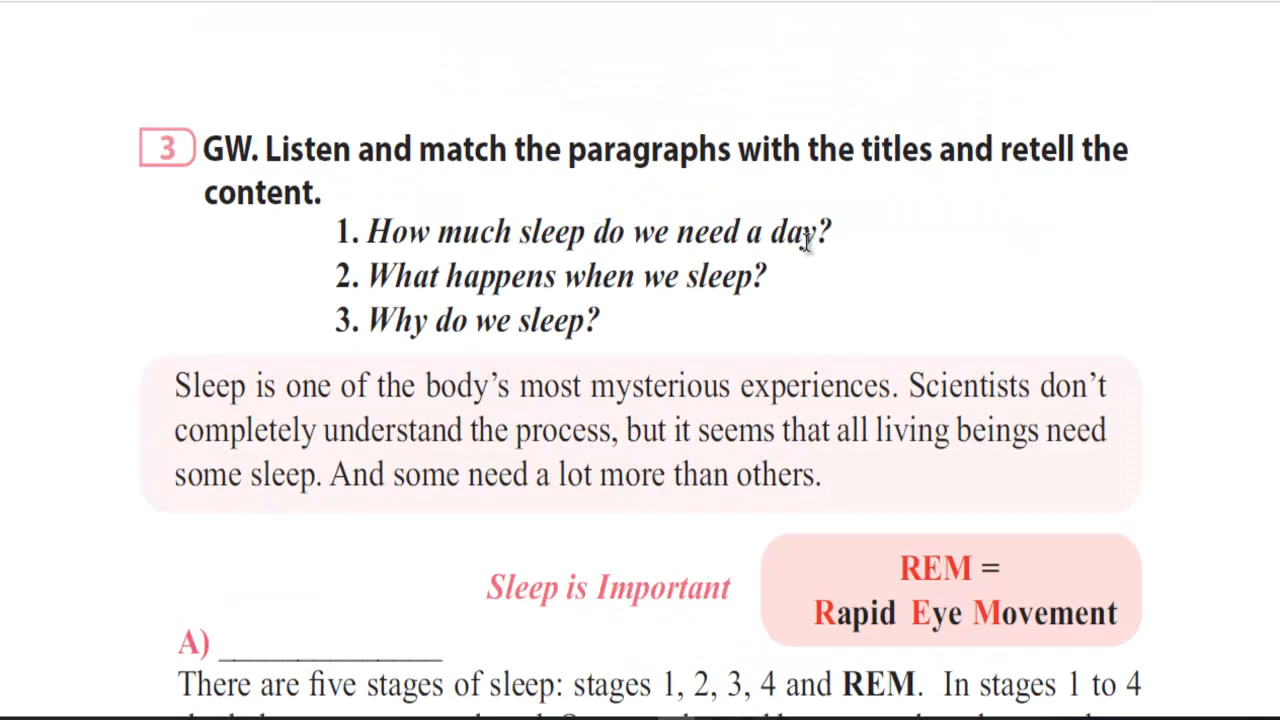 3 GW. Listen and match the paragraphs with the titles and retell the
content.
1. How much sleep do we need a day?
2. What happens when we sleep?
3. Why do we sleep?
Sleep is one of the body’s most mysterious experiences. Scientists don’t
completely understand the process, but it seems that all living beings need
some sleep. And some need a lot more than others.
Sleep is Important
REM =
Rapid Eye Movement
A) ______________
There are five stages of sleep: stages 1, 2, 3, 4 and REM. In stages 1 to 4